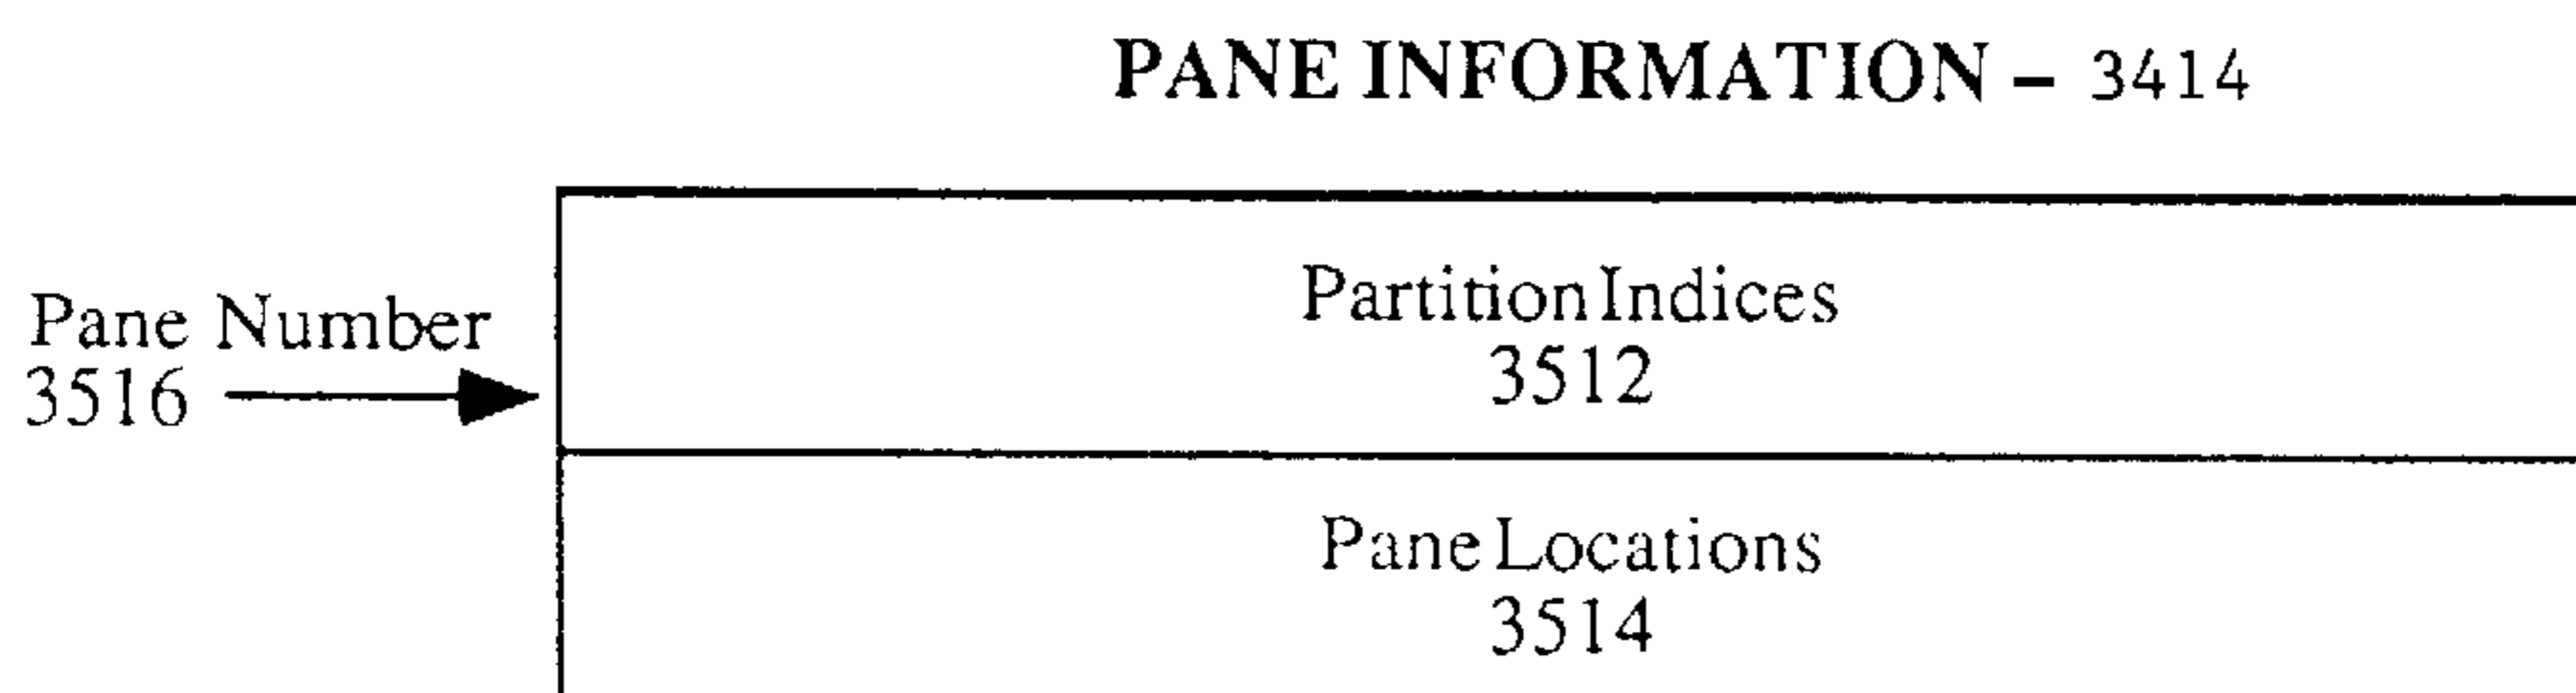 PANE INFORMATION – 3414
Partition Indices
3512
Pane Number
3516
Pane Locations
3514